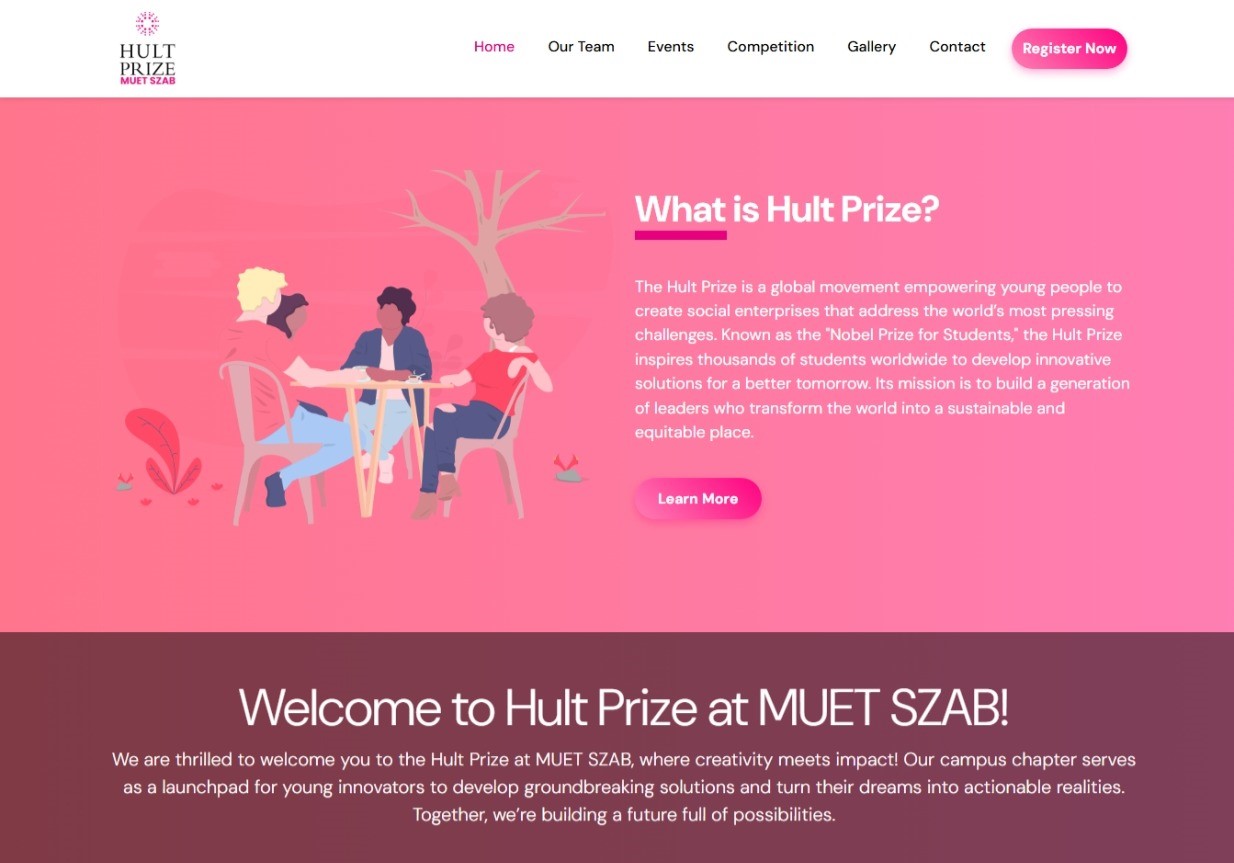 HULT
PRIZE
MUET SZAB
Home Our Team Events Competition Gallery Contact Register Now
What is Hult Prize?
The Hult Prize is a global movement empowering young people to
create social enterprises that address the world's most pressing
challenges. Known as the "Nobel Prize for Students," the Hult Prize
inspires thousands of students worldwide to develop innovative
solutions for a better tomorrow. Its mission is to build a generation
of leaders who transform the world into a sustainable and
equitable place.
Learn More
Welcome to Hult Prize at MUET SZAB!
We are thrilled to welcome you to the Hult Prize at MUET SZAB, where creativity meets impact! Our campus chapter serves
as a launchpad for young innovators to develop groundbreaking solutions and turn their dreams into actionable realities.
Together, we're building a future full of possibilities.